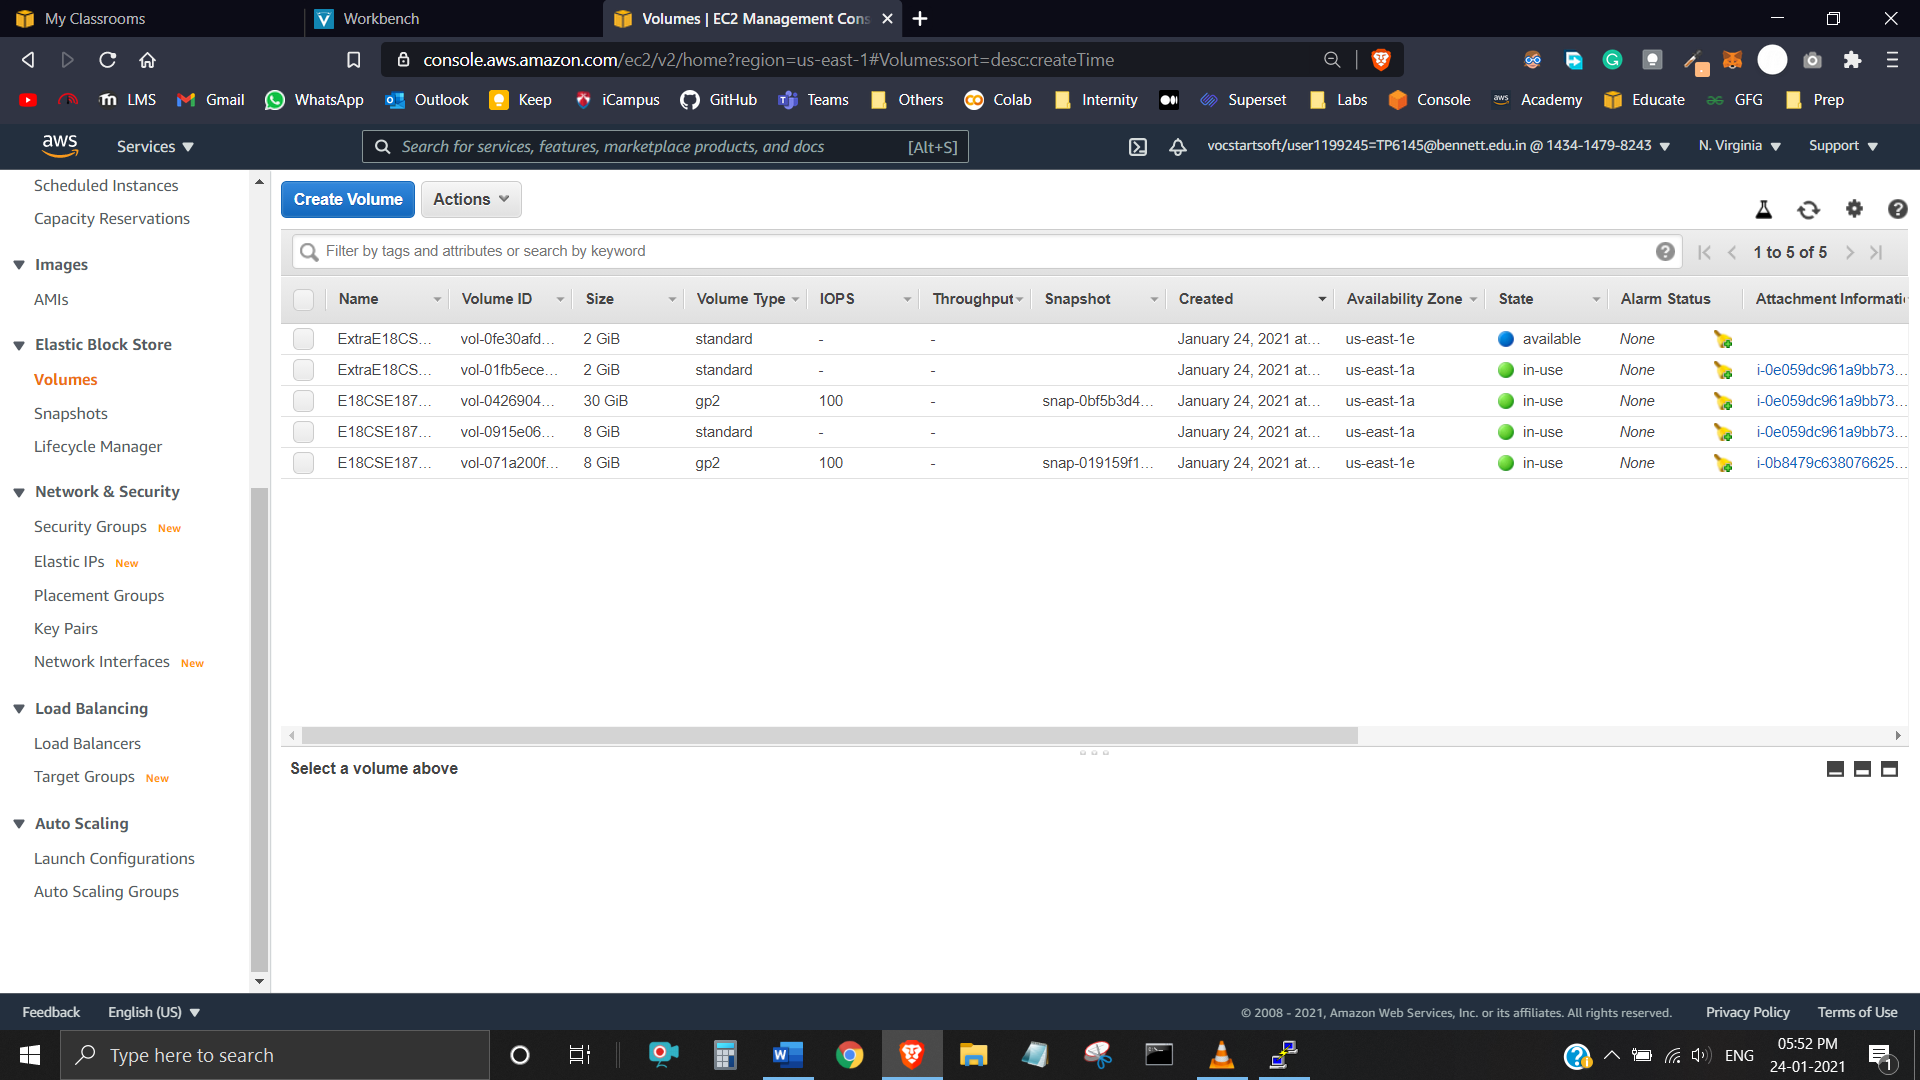 My Classrooms
Workbench
Volumes | EC2 Management Cons
console.aws.amazon.com/ec2/v2/home?region=us-east-1#Volumes:sort=desc:createTime
LMS Gmail WhatsApp Outlook Keep iCampus GitHub Teams Others Colab Internity Superset Labs Console Academy Educate GFG Prep
aws Services Search for services, features, marketplace products, and docs [Alt+S] vocstartsoft/user1199245=TP6145@bennett.edu.in @ 1434-1479-8243 N. Virginia Support
Scheduled Instances
Capacity Reservations
Images
AMIs
Elastic Block Store
Volumes
Snapshots
Lifecycle Manager
Network & Security
Security Groups New
Elastic IPs New
Placement Groups
Key Pairs
Network Interfaces New
Load Balancing
Load Balancers
Target Groups New
Auto Scaling
Launch Configurations
Auto Scaling Groups
Create Volume Actions
Filter by tags and attributes or search by keyword 1 to 5 of 5
Name Volume ID Size Volume Type IOPS Throughput Snapshot Created Availability Zone State Alarm Status Attachment Informati
ExtraE18CS... vol-0fe30afd... 2 GiB standard - - January 24, 2021 at... us-east-1e available None
ExtraE18CS... vol-01fb5ece... 2 GiB standard - - January 24, 2021 at... us-east-1a in-use None i-0e059dc961a9bb73...
E18CSE187... vol-0426904... 30 GiB gp2 100 - snap-0bf5b3d4... January 24, 2021 at... us-east-1a in-use None i-0e059dc961a9bb73...
E18CSE187... vol-0915e06... 8 GiB standard - - January 24, 2021 at... us-east-1a in-use None i-0e059dc961a9bb73...
E18CSE187... vol-071a200f... 8 GiB gp2 100 - snap-019159f1... January 24, 2021 at... us-east-1e in-use None i-0b8479c638076625...
Select a volume above
Feedback English (US) © 2008 - 2021, Amazon Web Services, Inc. or its affiliates. All rights reserved. Privacy Policy Terms of Use
Type here to search
ENG
05:52 PM
24-01-2021
1